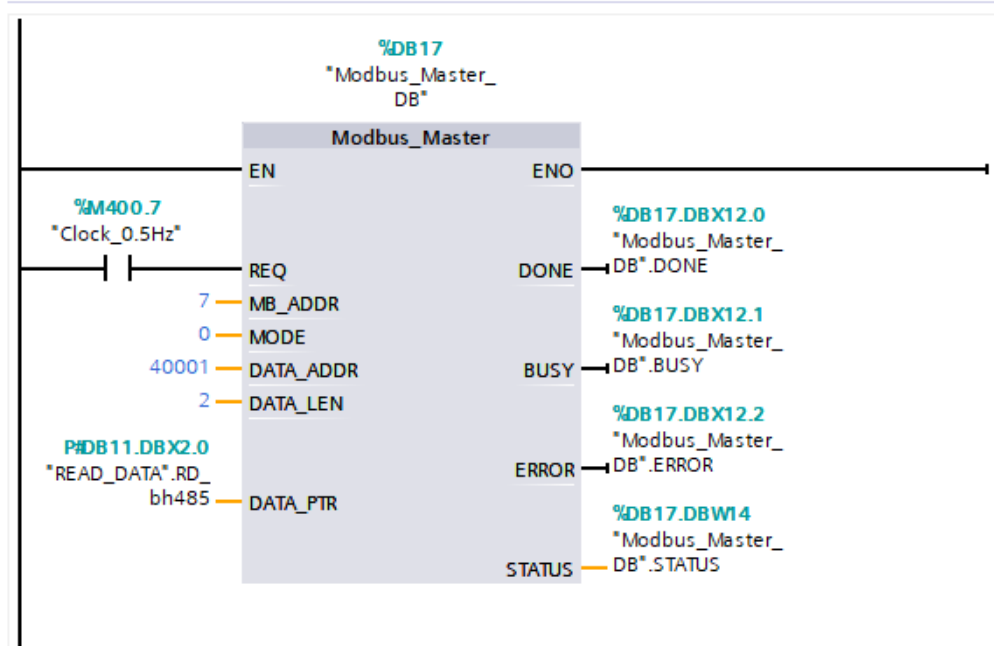 %DB17
"Modbus_Master_
DB"
Modbus_Master
EN
ENO
%M400.7
"Clock_0.5Hz"
REQ
%DB17.DBX12.0
"Modbus_Master_
DB".DONE
DONE
7
MB_ADDR
0
MODE
%DB17.DBX12.1
"Modbus_Master_
DB".BUSY
BUSY
40001
DATA_ADDR
2
DATA_LEN
%DB17.DBX12.2
"Modbus_Master_
DB".ERROR
ERROR
P#DB11.DBX2.0
"READ_DATA".RD_
bh485
DATA_PTR
%DB17.DBW14
"Modbus_Master_
DB".STATUS
STATUS